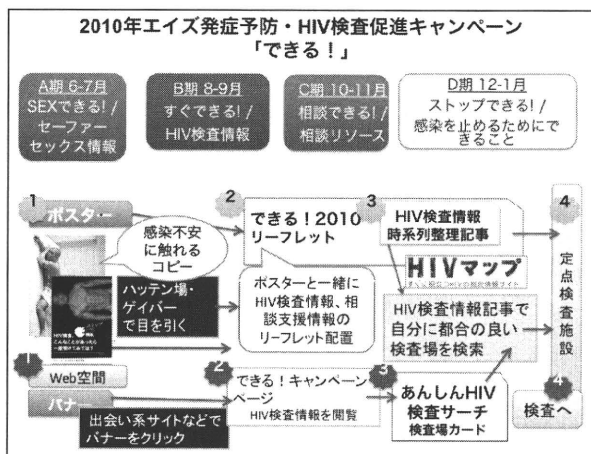 2010年エイズ発症予防・HIV検査促進キャンペーン
「できる!」
A期 6-7月
SEXできる! /
セーファー
セックス情報
B期 8-9月
すぐできる! /
HIV検査情報
C期 10-11月
相談できる! /
相談リソース
D期 12-1月
ストップできる! /
感染を止めるためにで
きること
1
ポスター
感染不安
に触れる
コピー
ハッテン場・
ゲイバー
で目を引く
2
できる!2010
リーフレット
ポスターと一緒に
HIV検査情報、相
談支援情報の
リーフレット配置
3
HIV検査情報
時系列整理記事
HIVマップ
HIV検査情報記事で
自分に都合の良い
検査場を検索
4
定点検査施設
1
Web空間
バナー
出会い系サイトなどで
バナーをクリック
2
できる!キャンペーン
ページ
HIV検査情報を閲覧
3
あんしんHIV
検査サーチ
検査場カード
4
検査へ